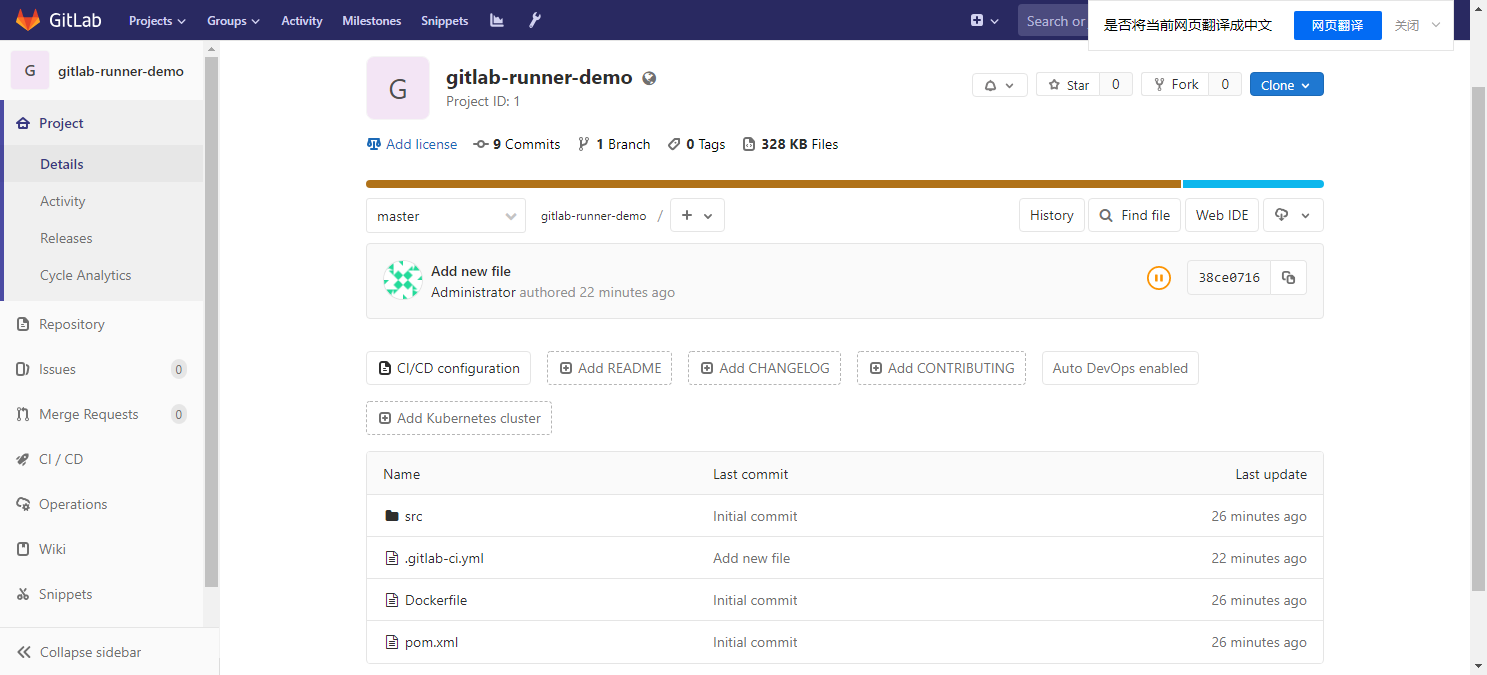 GitLab Projects Groups Activity Milestones Snippets Search or 是否将当前网页翻译成中文 网页翻译 关闭
G gitlab-runner-demo
Project
Details
Activity
Releases
Cycle Analytics
Repository
Issues 0
Merge Requests 0
CI / CD
Operations
Wiki
Snippets
Collapse sidebar
G
gitlab-runner-demo
Project ID: 1
Star 0 Fork 0 Clone
Add license 9 Commits 1 Branch 0 Tags 328 KB Files
master gitlab-runner-demo / + History Find file Web IDE
Add new file
Administrator authored 22 minutes ago
38ce0716
CI/CD configuration Add README Add CHANGELOG Add CONTRIBUTING Auto DevOps enabled
Add Kubernetes cluster
Name Last commit Last update
src Initial commit 26 minutes ago
.gitlab-ci.yml Add new file 22 minutes ago
Dockerfile Initial commit 26 minutes ago
pom.xml Initial commit 26 minutes ago